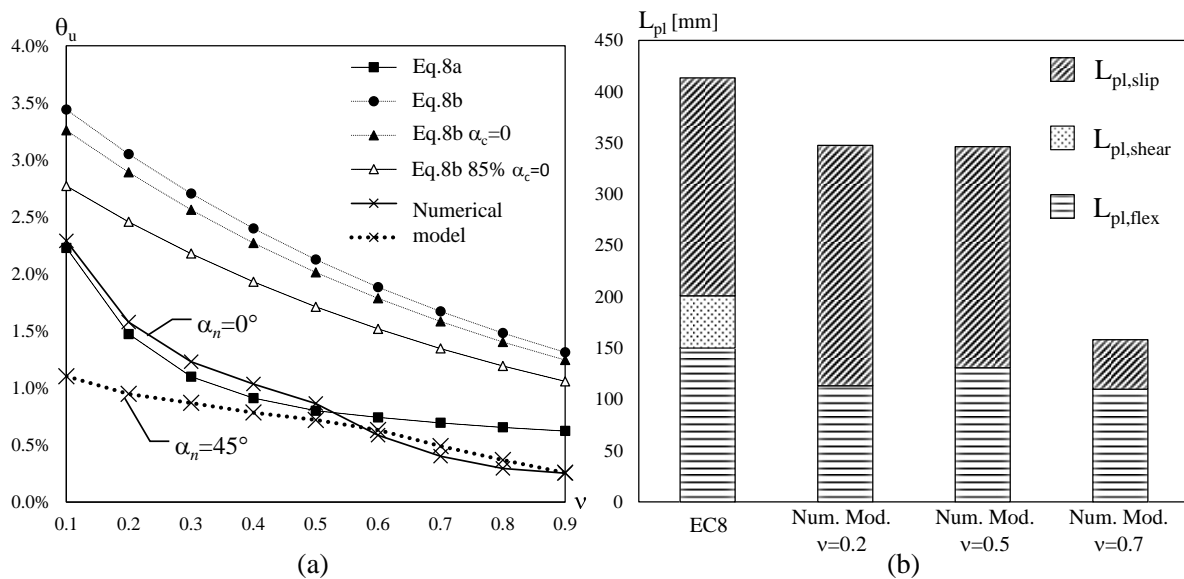 θu
4.0%
3.5%
3.0%
2.5%
2.0%
1.5%
1.0%
0.5%
0.0%
Eq.8a
Eq.8b
Eq.8b αc=0
Eq.8b 85% αc=0
Numerical
model
αn=0°
αn=45°
ν
0.1 0.2 0.3 0.4 0.5 0.6 0.7 0.8 0.9
(a)
Lpl [mm]
450
400
350
300
250
200
150
100
50
0
Lpl,slip
Lpl,shear
Lpl,flex
EC8
Num. Mod.
ν=0.2
Num. Mod.
ν=0.5
Num. Mod.
ν=0.7
(b)